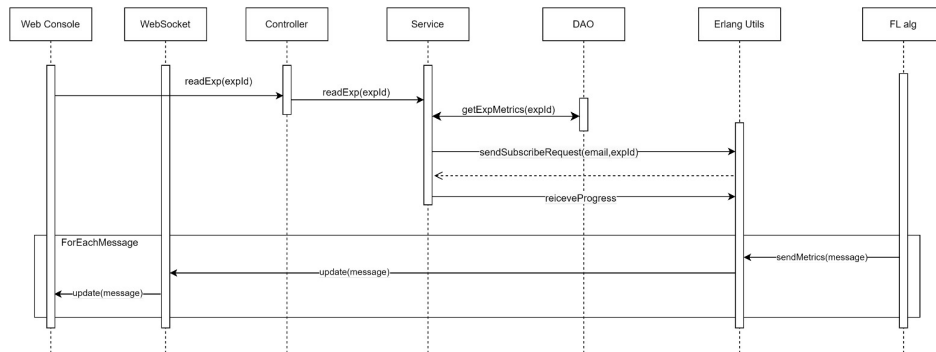 Web Console
WebSocket
Controller
Service
DAO
Erlang Utils
FL alg
readExp(expId)
readExp(expId)
getExpMetrics(expId)
sendSubscribeRequest(email,expId)
reiceveProgress
ForEachMessage
sendMetrics(message)
update(message)
update(message)